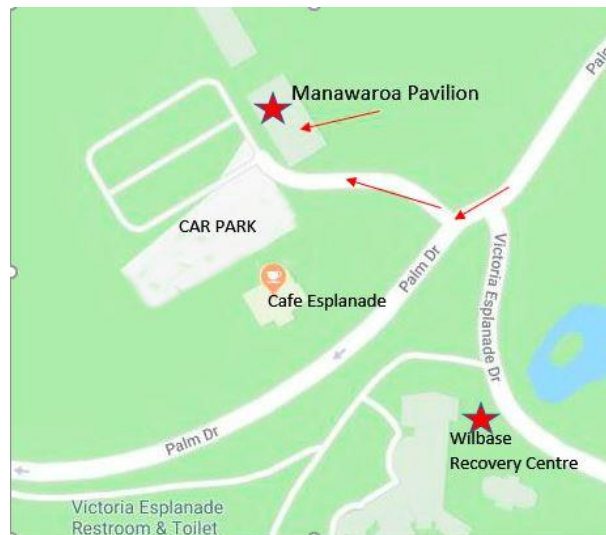 Manawaroa Pavilion
Palm
CAR PARK
Cafe Esplanade
Palm Dr
Victoria Esplanade Dr
Palm Dr
Wilbase
Recovery Centre
Victoria Esplanade
Restroom & Toilet